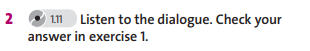 2 1.11 Listen to the dialogue. Check your
answer in exercise 1.